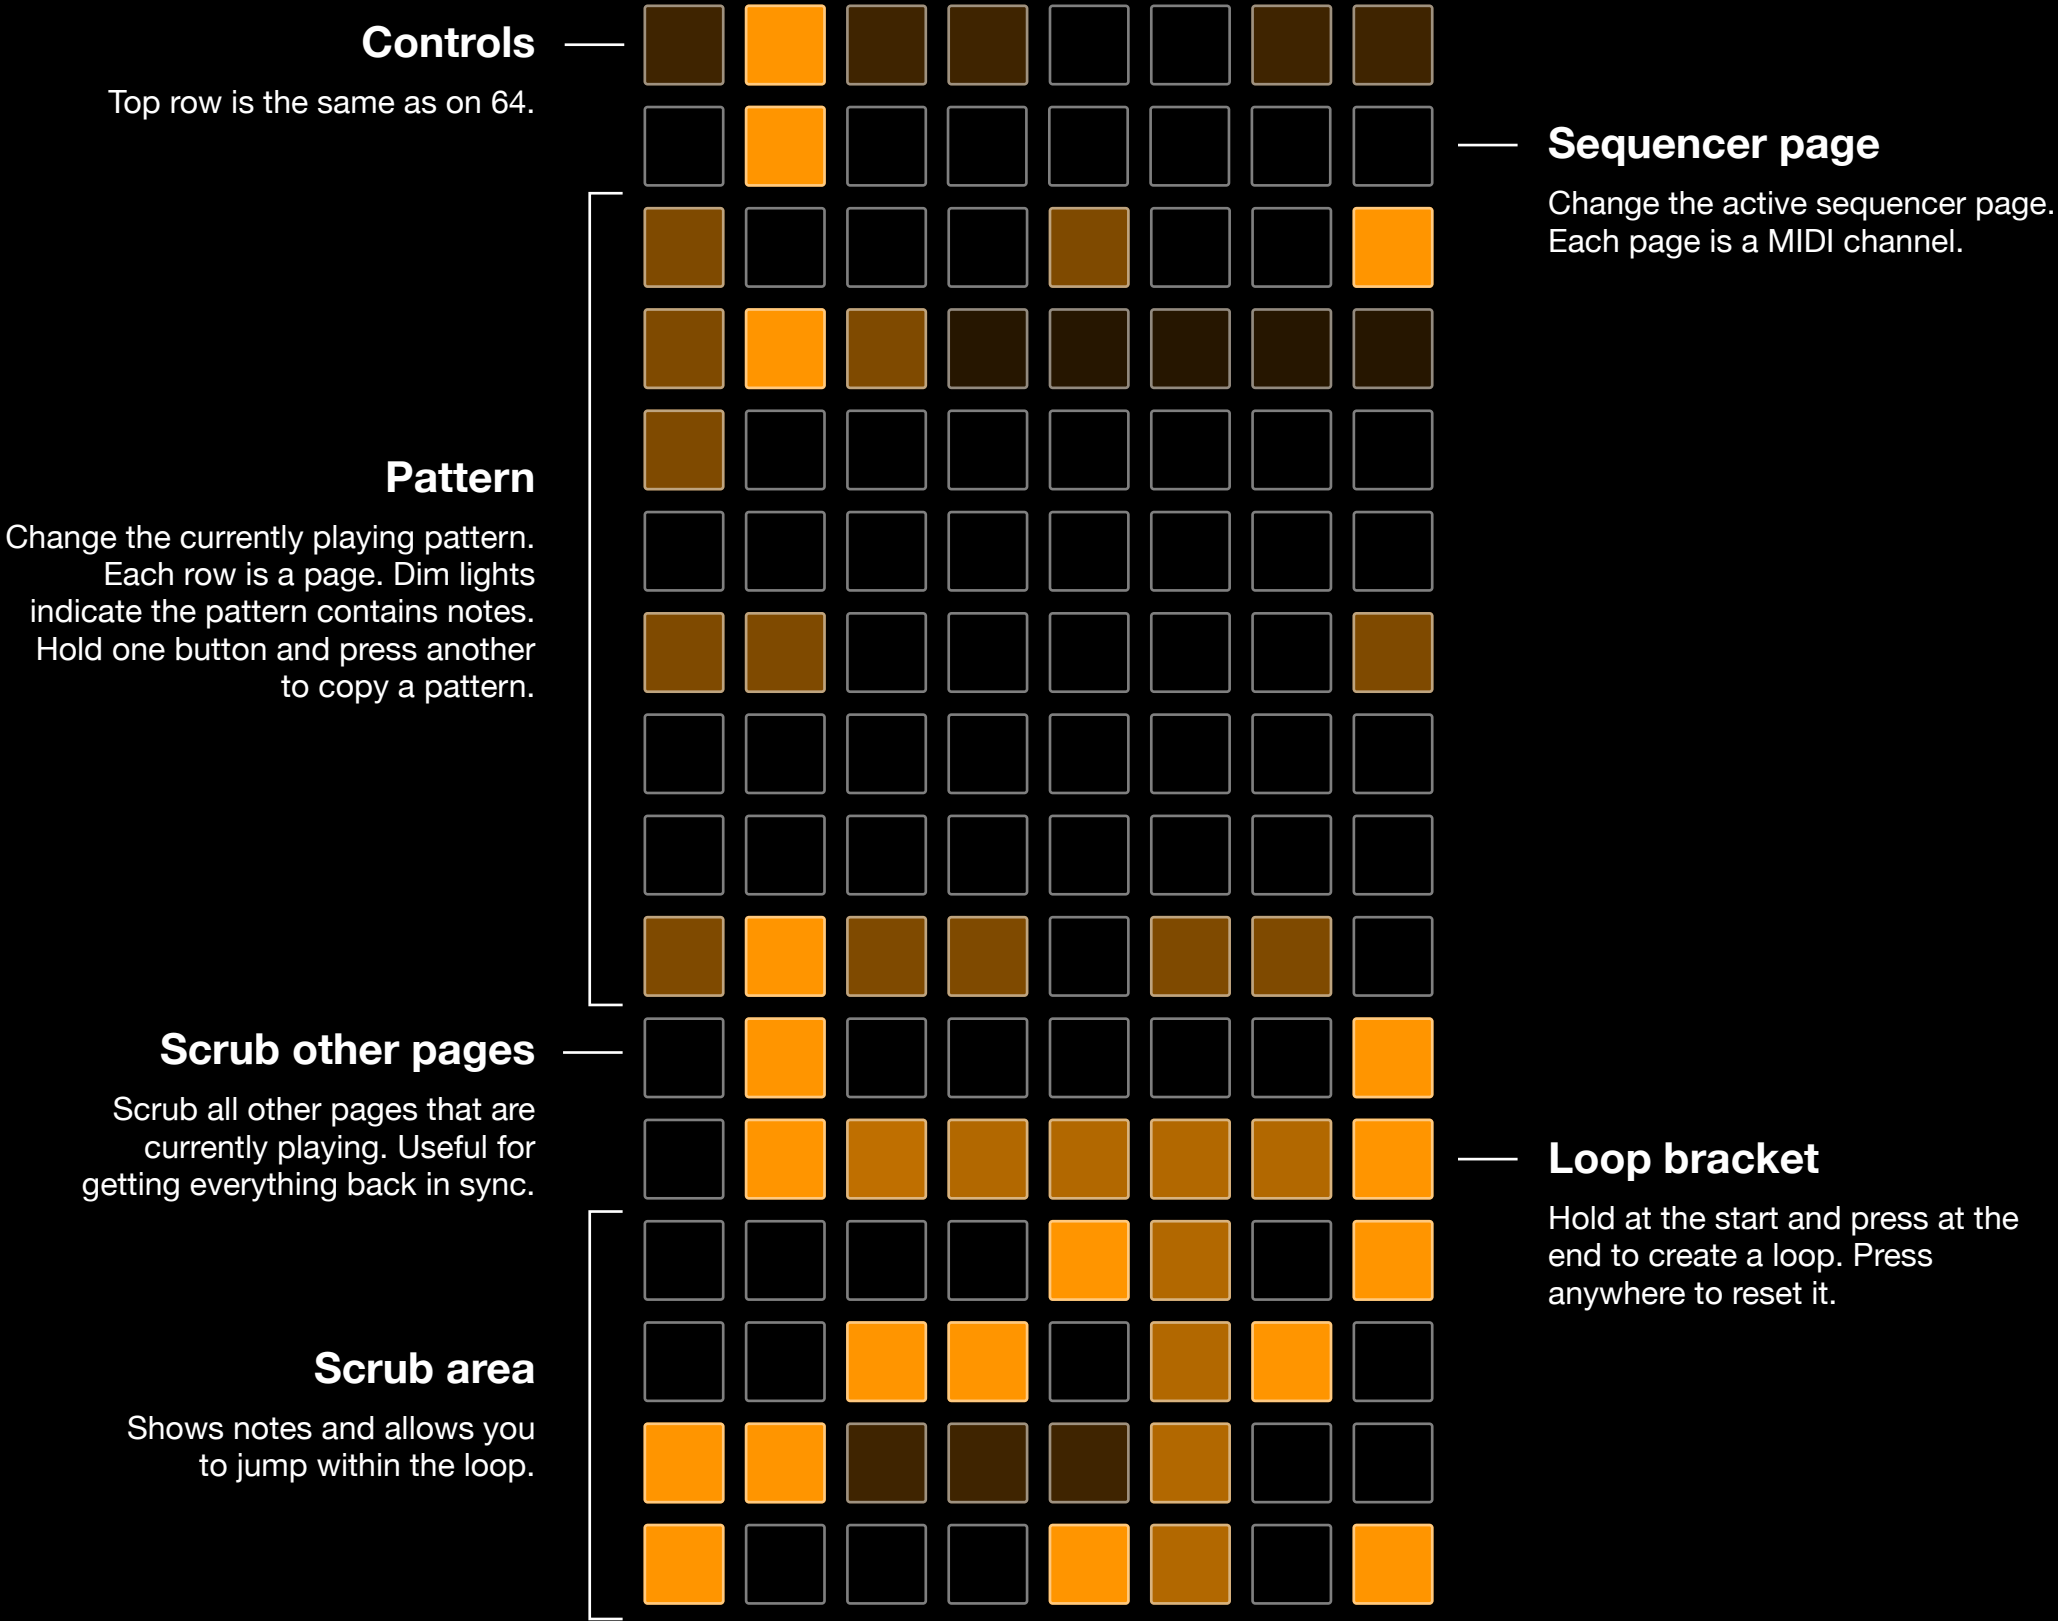 Controls
Top row is the same as on 64.
Sequencer page
Change the active sequencer page.
Each page is a MIDI channel.
Pattern
Change the currently playing pattern.
Each row is a page. Dim lights
indicate the pattern contains notes.
Hold one button and press another
to copy a pattern.
Scrub other pages
Scrub all other pages that are
currently playing. Useful for
getting everything back in sync.
Loop bracket
Hold at the start and press at the
end to create a loop. Press
anywhere to reset it.
Scrub area
Shows notes and allows you
to jump within the loop.